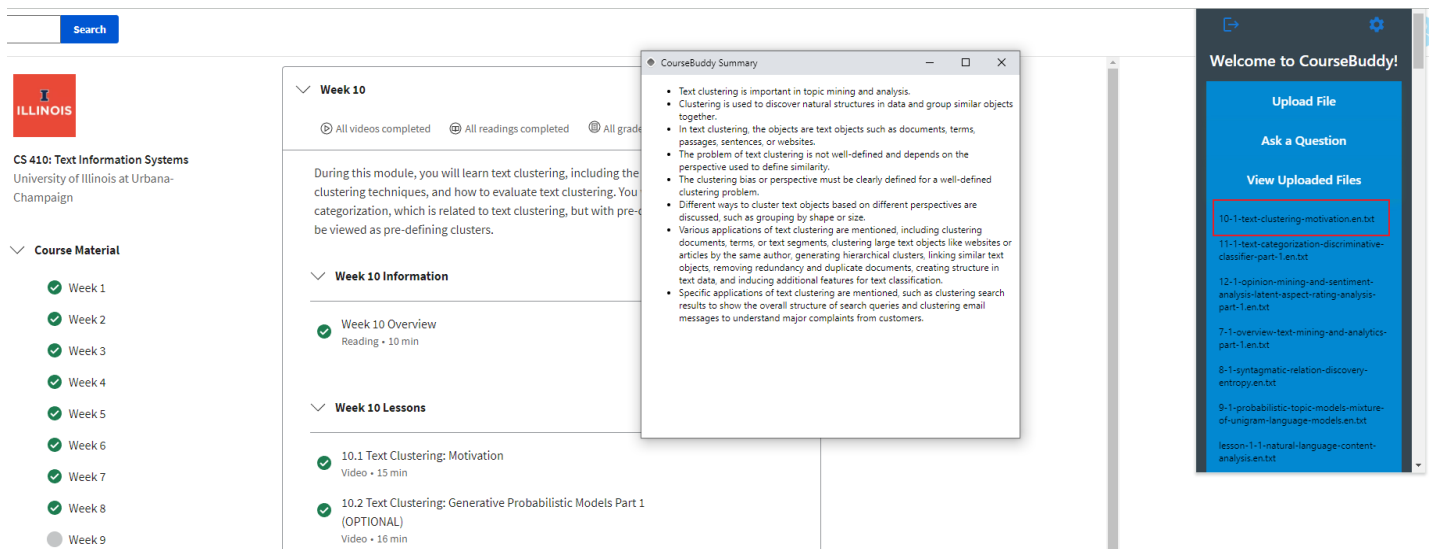 Search
I
ILLINOIS
CS 410: Text Information Systems
University of Illinois at Urbana-
Champaign
Course Material
Week 1
Week 2
Week 3
Week 4
Week 5
Week 6
Week 7
Week 8
Week 9
Week 10
All videos completed
All readings completed
All grade
During this module, you will learn text clustering, including the
clustering techniques, and how to evaluate text clustering. You
categorization, which is related to text clustering, but with pre-
be viewed as pre-defining clusters.
Week 10 Information
Week 10 Overview
Reading • 10 min
Week 10 Lessons
10.1 Text Clustering: Motivation
Video • 15 min
10.2 Text Clustering: Generative Probabilistic Models Part 1
(OPTIONAL)
Video • 16 min
CourseBuddy Summary
• Text clustering is important in topic mining and analysis.
• Clustering is used to discover natural structures in data and group similar objects
together.
• In text clustering, the objects are text objects such as documents, terms,
passages, sentences, or websites.
• The problem of text clustering is not well-defined and depends on the
perspective used to define similarity.
• The clustering bias or perspective must be clearly defined for a well-defined
clustering problem.
• Different ways to cluster text objects based on different perspectives are
discussed, such as grouping by shape or size.
• Various applications of text clustering are mentioned, including clustering
documents, terms, or text segments, clustering large text objects like websites or
articles by the same author, generating hierarchical clusters, linking similar text
objects, removing redundancy and duplicate documents, creating structure in
text data, and inducing additional features for text classification.
• Specific applications of text clustering are mentioned, such as clustering search
results to show the overall structure of search queries and clustering email
messages to understand major complaints from customers.
Welcome to CourseBuddy!
Upload File
Ask a Question
View Uploaded Files
10-1-text-clustering-motivation.en.txt
11-1-text-categorization-discriminative-
classifier-part-1.en.txt
12-1-opinion-mining-and-sentiment-
analysis-latent-aspect-rating-analysis-
part-1.en.txt
7-1-overview-text-mining-and-analytics-
part-1.en.txt
8-1-syntagmatic-relation-discovery-
entropy.en.txt
9-1-probabilistic-topic-models-mixture-
of-unigram-language-models.en.txt
lesson-1-1-natural-language-content-
analysis.en.txt